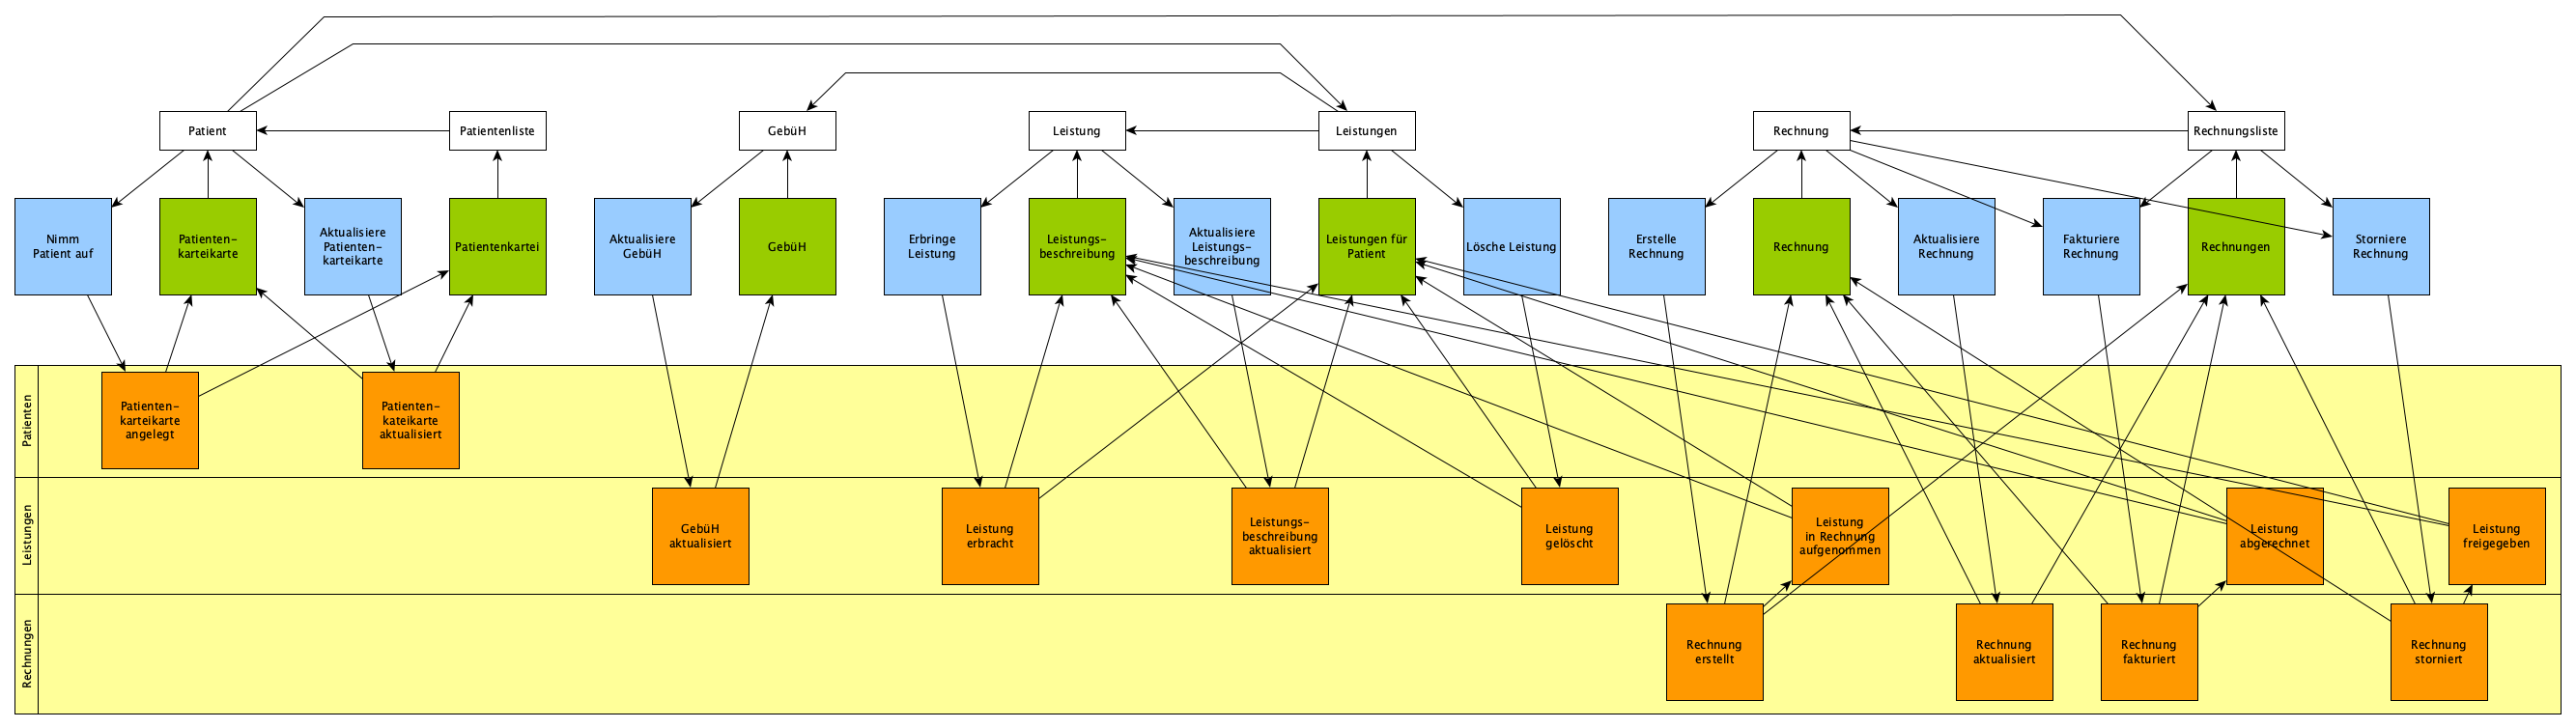 Patient
Patientenliste
GebüH
Leistung
Leistungen
Rechnung
Rechnungsliste
Nimm
Patient auf
Patienten-
karteikarte
Aktualisiere
Patienten-
karteikarte
Patientenkartei
Aktualisiere
GebüH
GebüH
Erbringe
Leistung
Leistungs-
beschreibung
Aktualisiere
Leistungs-
beschreibung
Leistungen für
Patient
Lösche Leistung
Erstelle
Rechnung
Rechnung
Aktualisiere
Rechnung
Fakturiere
Rechnung
Rechnungen
Storniere
Rechnung
Patienten
Patienten-
karteikarte
angelegt
Patienten-
kateikarte
aktualisiert
Leistungen
GebüH
aktualisiert
Leistung
erbracht
Leistungs-
beschreibung
aktualisiert
Leistung
gelöscht
Leistung
in Rechnung
aufgenommen
Leistung
abgerechnet
Leistung
freigegeben
Rechnungen
Rechnung
erstellt
Rechnung
aktualisiert
Rechnung
fakturiert
Rechnung
storniert